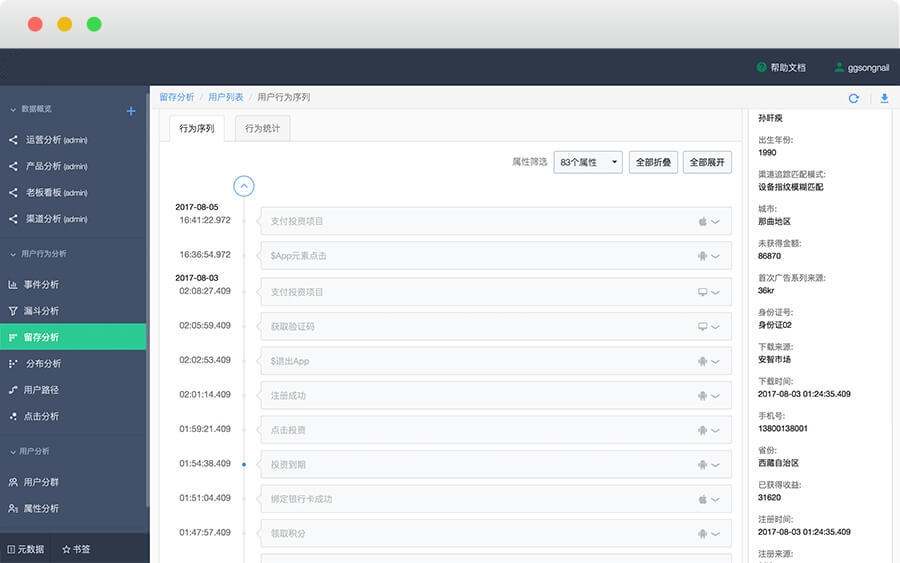 帮助文档
ggsongnall
数据概览
运营分析 (admin)
产品分析 (admin)
老板看板 (admin)
渠道分析 (admin)
用户行为分析
事件分析
漏斗分析
留存分析
分布分析
用户路径
点击分析
用户分析
用户分群
属性分析
元数据
书签
留存分析 / 用户列表 / 用户行为序列
行为序列
行为统计
属性筛选
83个属性
全部折叠
全部展开
2017-08-05
16:41:22.972 支付投资项目
16:36:54.972 $App元素点击
2017-08-03
02:08:27.409 支付投资项目
02:05:59.409 获取验证码
02:02:53.409 $退出App
02:01:14.409 注册成功
01:59:21.409 点击投资
01:54:38.409 投资到期
01:51:04.409 绑定银行卡成功
01:47:57.409 领取积分
出生年份:
1990
渠道追踪匹配模式:
设备指纹模糊匹配
城市:
那曲地区
未获得金额:
86870
首次广告系列来源:
36kr
身份证号:
身份证02
下载来源:
安智市场
下载时间:
2017-08-03 01:24:35.409
手机号:
13800138001
省份:
西藏自治区
已获得收益:
31620
注册时间:
2017-08-03 01:24:35.409
注册来源: